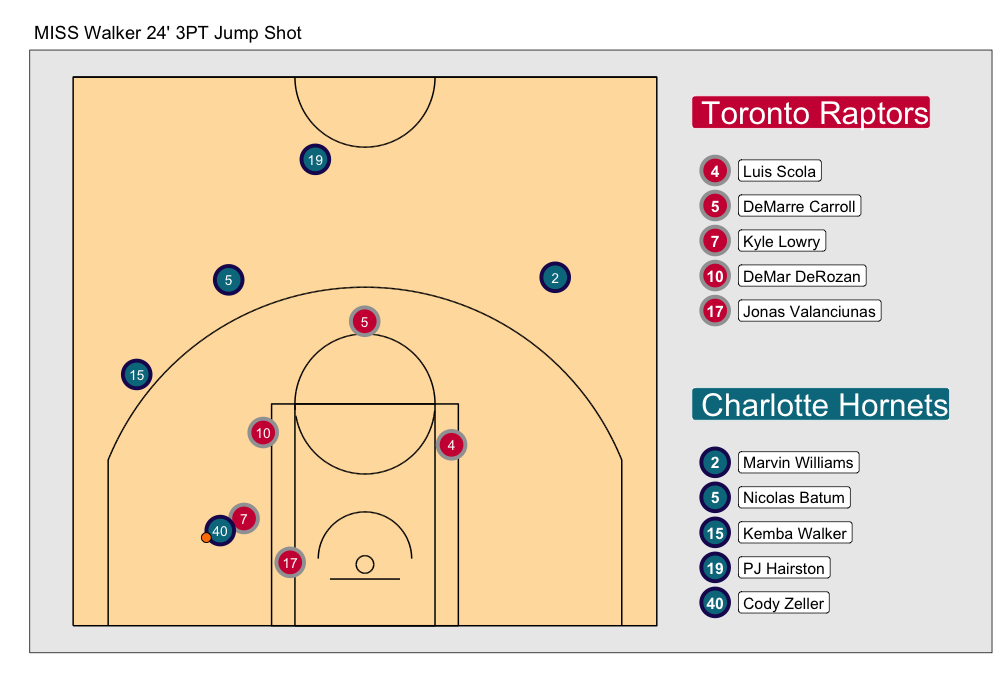 MISS Walker 24' 3PT Jump Shot
Toronto Raptors
4 Luis Scola
5 DeMarre Carroll
7 Kyle Lowry
10 DeMar DeRozan
17 Jonas Valanciunas
Charlotte Hornets
2 Marvin Williams
5 Nicolas Batum
15 Kemba Walker
19 PJ Hairston
40 Cody Zeller
19
5
2
5
15
10
4
7
40
17